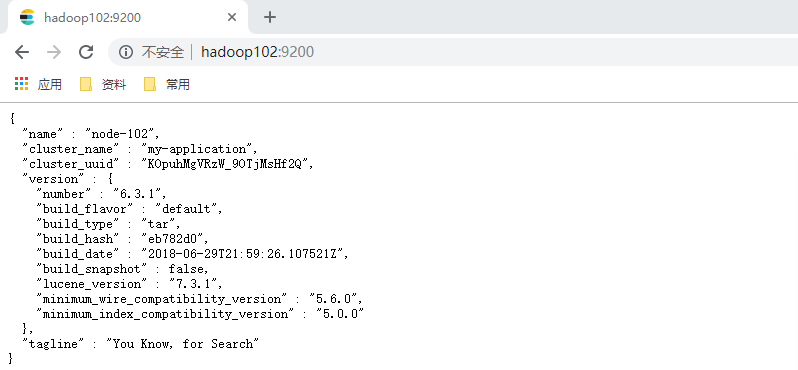 hadoop102:9200
不安全 | hadoop102:9200
应用 资料 常用
{
  "name" : "node-102",
  "cluster_name" : "my-application",
  "cluster_uuid" : "KOpuhMgVRzW_9OTjMsHf2Q",
  "version" : {
    "number" : "6.3.1",
    "build_flavor" : "default",
    "build_type" : "tar",
    "build_hash" : "eb782d0",
    "build_date" : "2018-06-29T21:59:26.107521Z",
    "build_snapshot" : false,
    "lucene_version" : "7.3.1",
    "minimum_wire_compatibility_version" : "5.6.0",
    "minimum_index_compatibility_version" : "5.0.0"
  },
  "tagline" : "You Know, for Search"
}